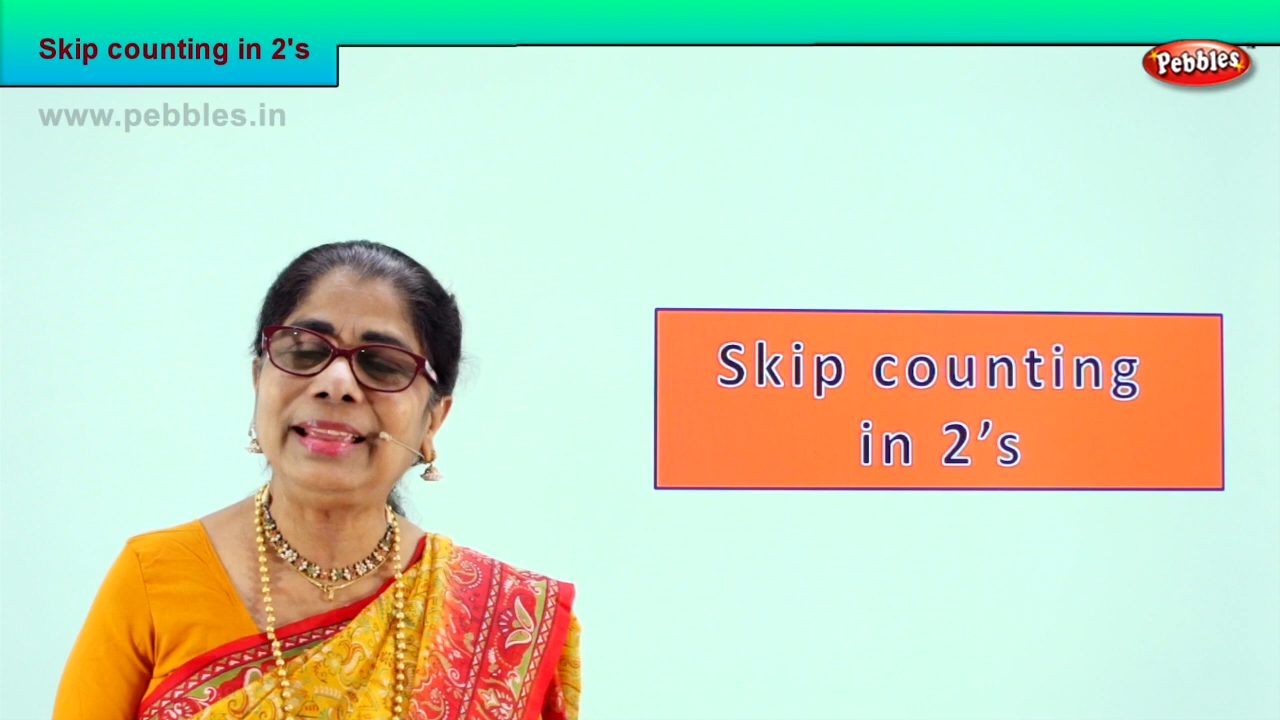 Skip counting in 2's
Pebbles
www.pebbles.in
Skip counting
in 2’s